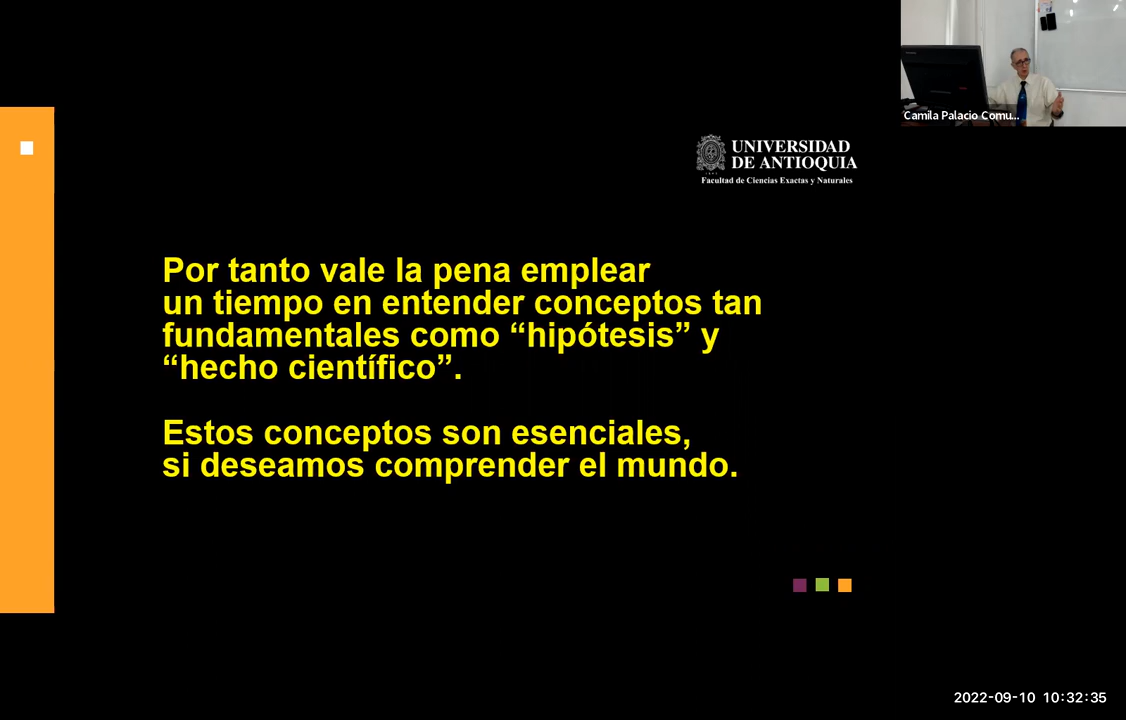 Camila Palacio Comu...
UNIVERSIDAD
DE ANTIOQUIA
Facultad de Ciencias Exactas y Naturales
Por tanto vale la pena emplear
un tiempo en entender conceptos tan
fundamentales como “hipótesis” y
“hecho científico”.
Estos conceptos son esenciales,
si deseamos comprender el mundo.
2022-09-10 10:32:35